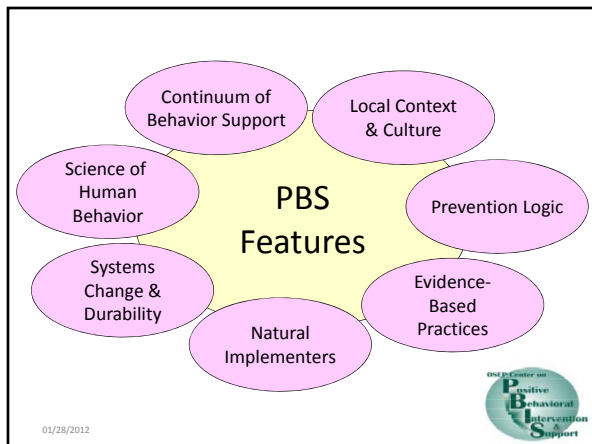 PBS
Features
Continuum of
Behavior Support
Local Context
& Culture
Prevention Logic
Evidence-
Based
Practices
Natural
Implementers
Systems
Change &
Durability
Science of
Human
Behavior
01/28/2012
OSEP Center on
Positive
Behavioral
Intervention
&
Support